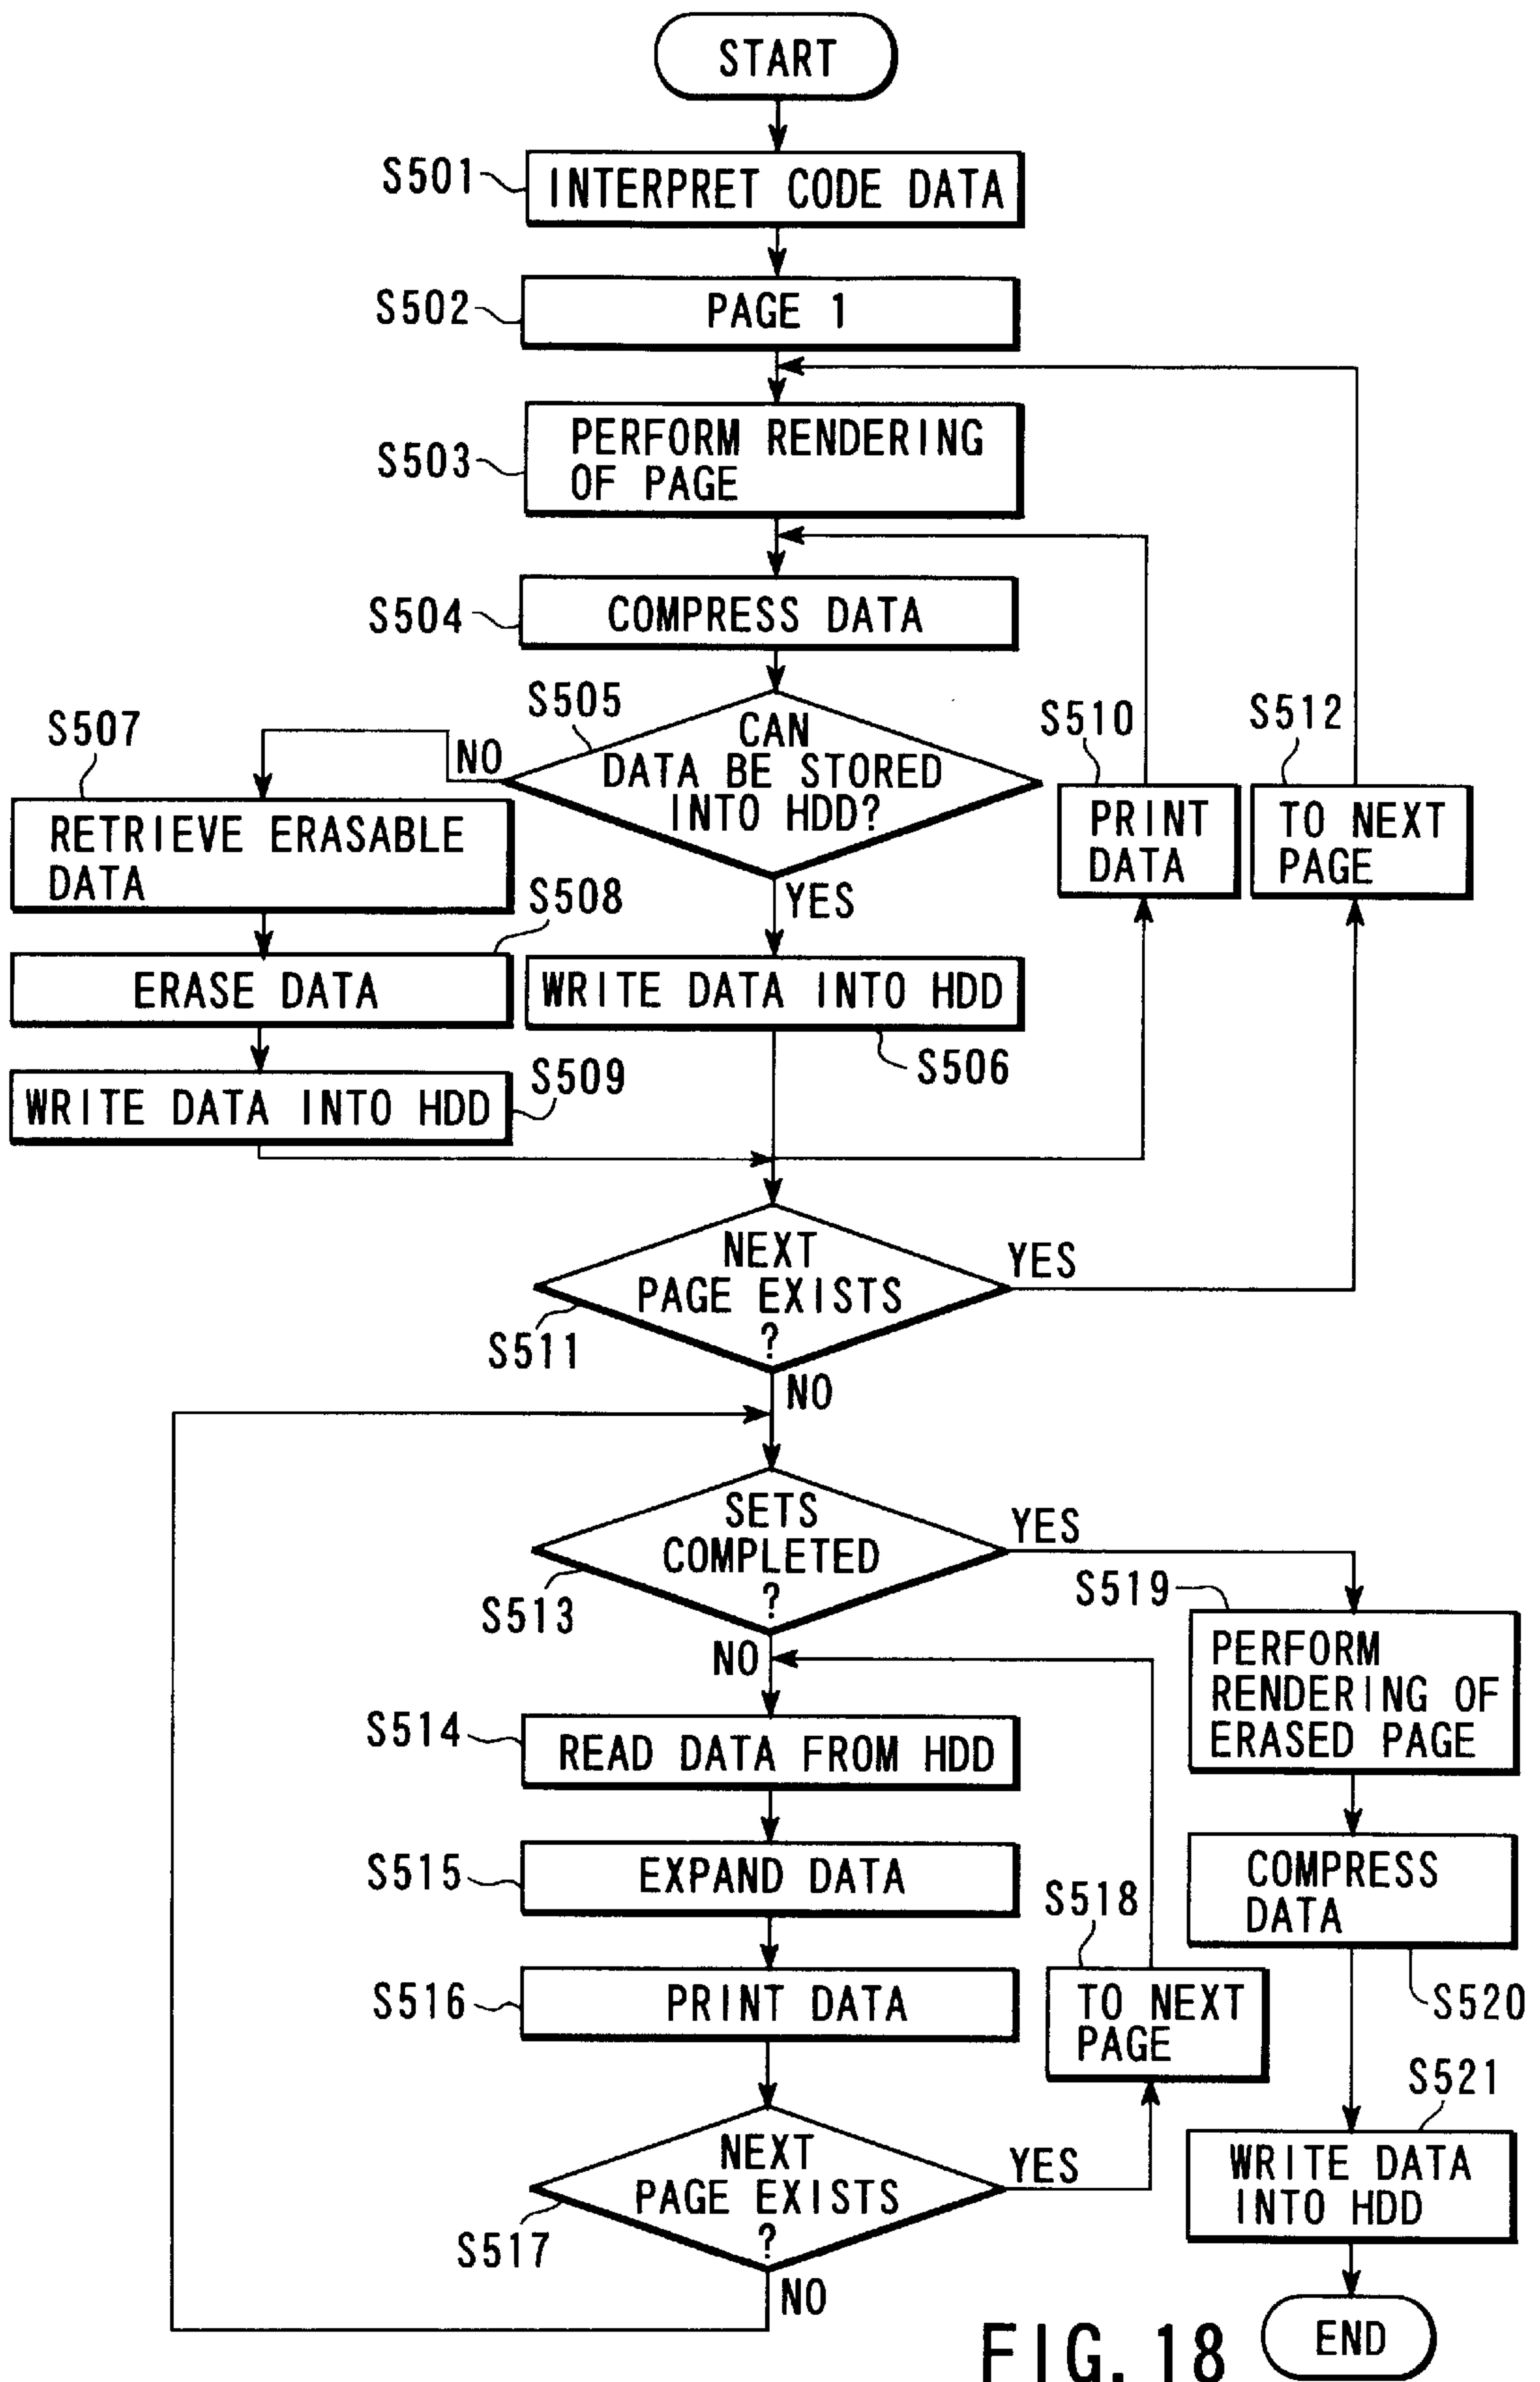 START
S501
INTERPRET CODE DATA
S502
PAGE 1
S503
PERFORM RENDERING
OF PAGE
S504
COMPRESS DATA
S505
CAN
DATA BE STORED
INTO HDD?
NO
YES
S507
RETRIEVE ERASABLE
DATA
S508
ERASE DATA
S509
WRITE DATA INTO HDD
WRITE DATA INTO HDD
S506
S510
PRINT
DATA
S512
TO NEXT
PAGE
NEXT
PAGE EXISTS
?
S511
YES
NO
SETS
COMPLETED
?
S513
YES
NO
S514
READ DATA FROM HDD
S515
EXPAND DATA
S516
PRINT DATA
NEXT
PAGE EXISTS
?
S517
YES
NO
S518
TO NEXT
PAGE
S519
PERFORM
RENDERING OF
ERASED PAGE
COMPRESS
DATA
S520
S521
WRITE DATA
INTO HDD
END
FIG. 18